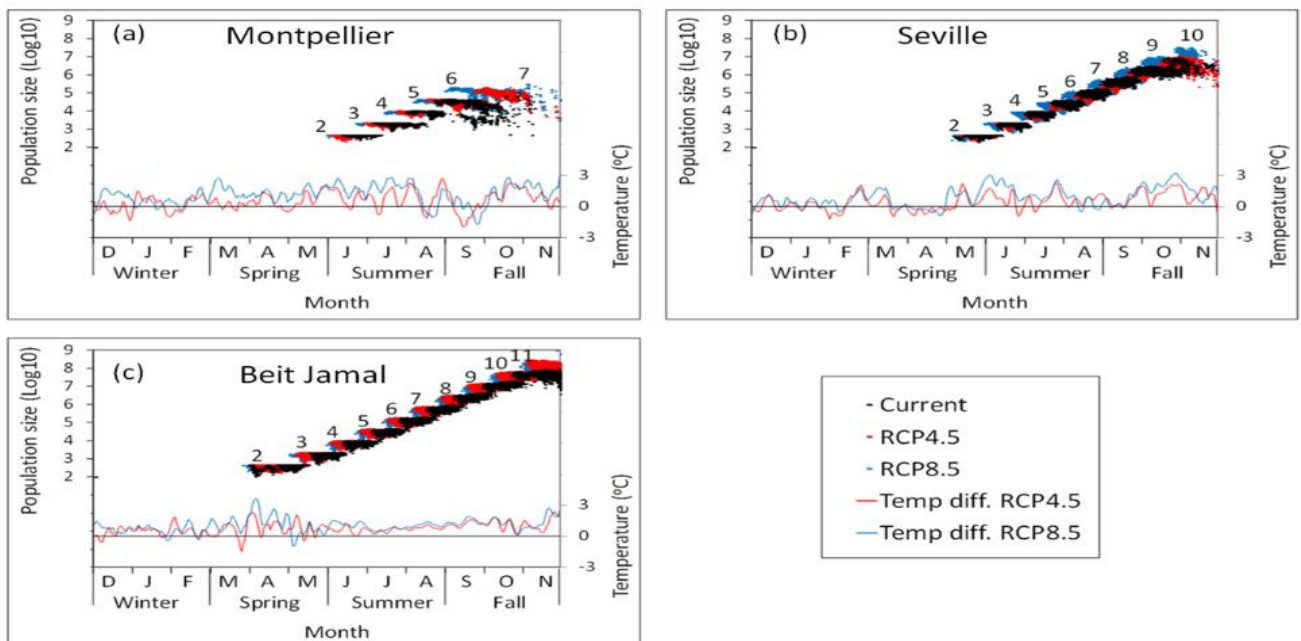 (a) Montpellier
Population size (Log10)
9
8
7
6
5
4
3
2
2 3 4 5 6 7
Temperature (ºC)
3
0
-3
D J F M A M J J A S O N
Winter Spring Summer Fall
Month
(b) Seville
Population size (Log10)
9
8
7
6
5
4
3
2
2 3 4 5 6 7 8 9 10
Temperature (ºC)
3
0
-3
D J F M A M J J A S O N
Winter Spring Summer Fall
Month
(c) Beit Jamal
Population size (Log10)
9
8
7
6
5
4
3
2
2 3 4 5 6 7 8 9 10 11
Temperature (ºC)
3
0
-3
D J F M A M J J A S O N
Winter Spring Summer Fall
Month
Current
RCP4.5
RCP8.5
Temp diff. RCP4.5
Temp diff. RCP8.5